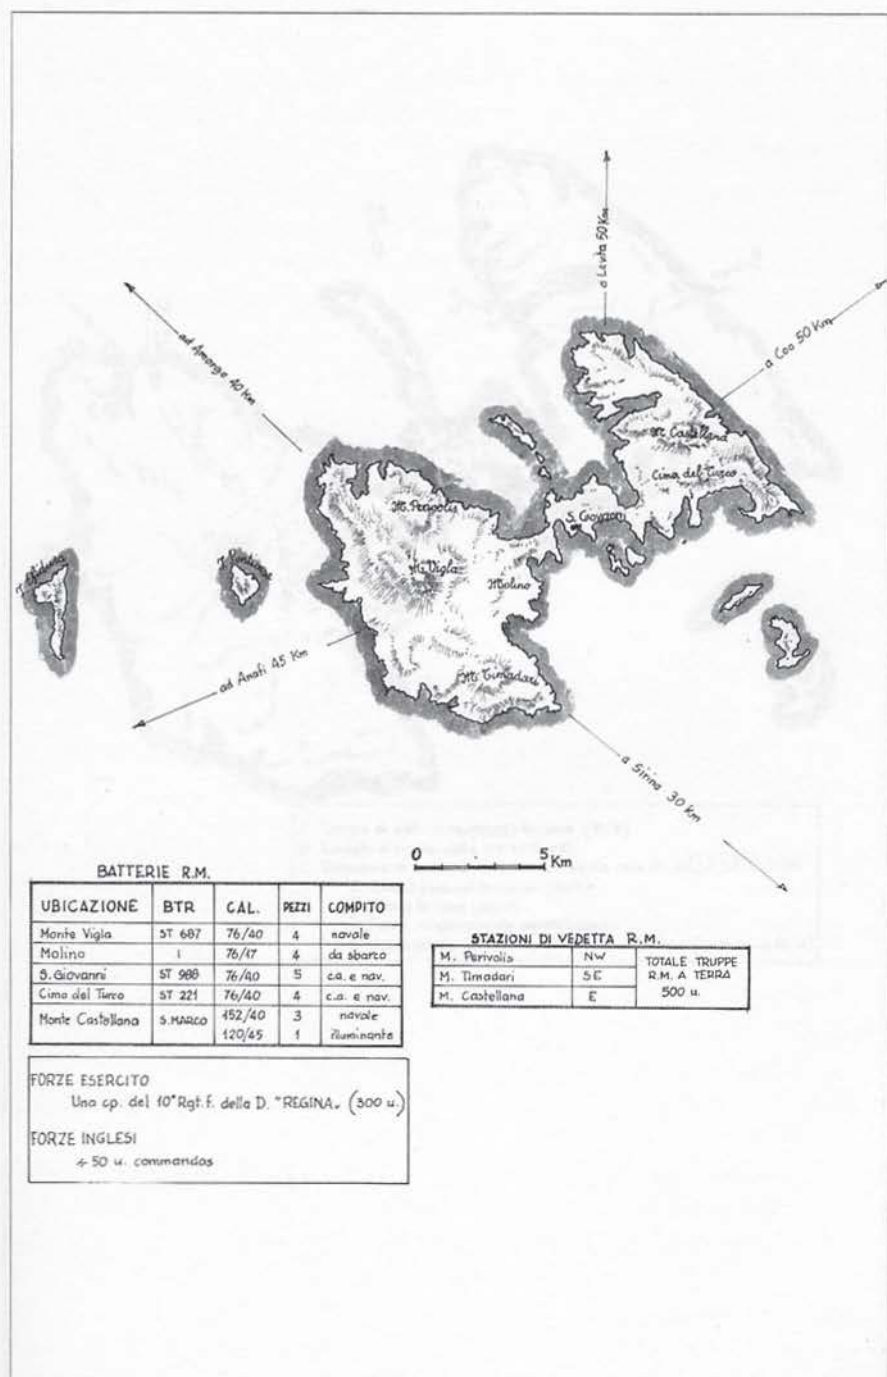 a Levita 50 Km
ad Amorgo 40 Km
a Coo 50 Km
M. Castellana
Cima del Turco
M. Perivolis
S. Giovanni
M. Vigla
Molino
ad Anafi 45 Km
M. Timadari
a Sirina 30 Km
0 5 Km
BATTERIE R.M.
UBICAZIONE BTR CAL. PEZZI COMPITO
Monte Vigla ST 687 76/40 4 navale
Molino 76/17 4 da sbarco
S. Giovanni ST 988 76/40 5 c.a. e nav.
Cima del Turco ST 221 76/40 4 c.a. e nav.
Monte Castellana S. MARCO 152/40 3 navale
120/45 1 illuminante
STAZIONI DI VEDETTA R.M.
M. Perivolis NW
M. Timadari SE
M. Castellana E
TOTALE TRUPPE
R.M. A TERRA
500 u.
FORZE ESERCITO
Una cp. del 10° Rgt. f. della D. "REGINA" (300 u.)
FORZE INGLESI
÷ 50 u. commandos